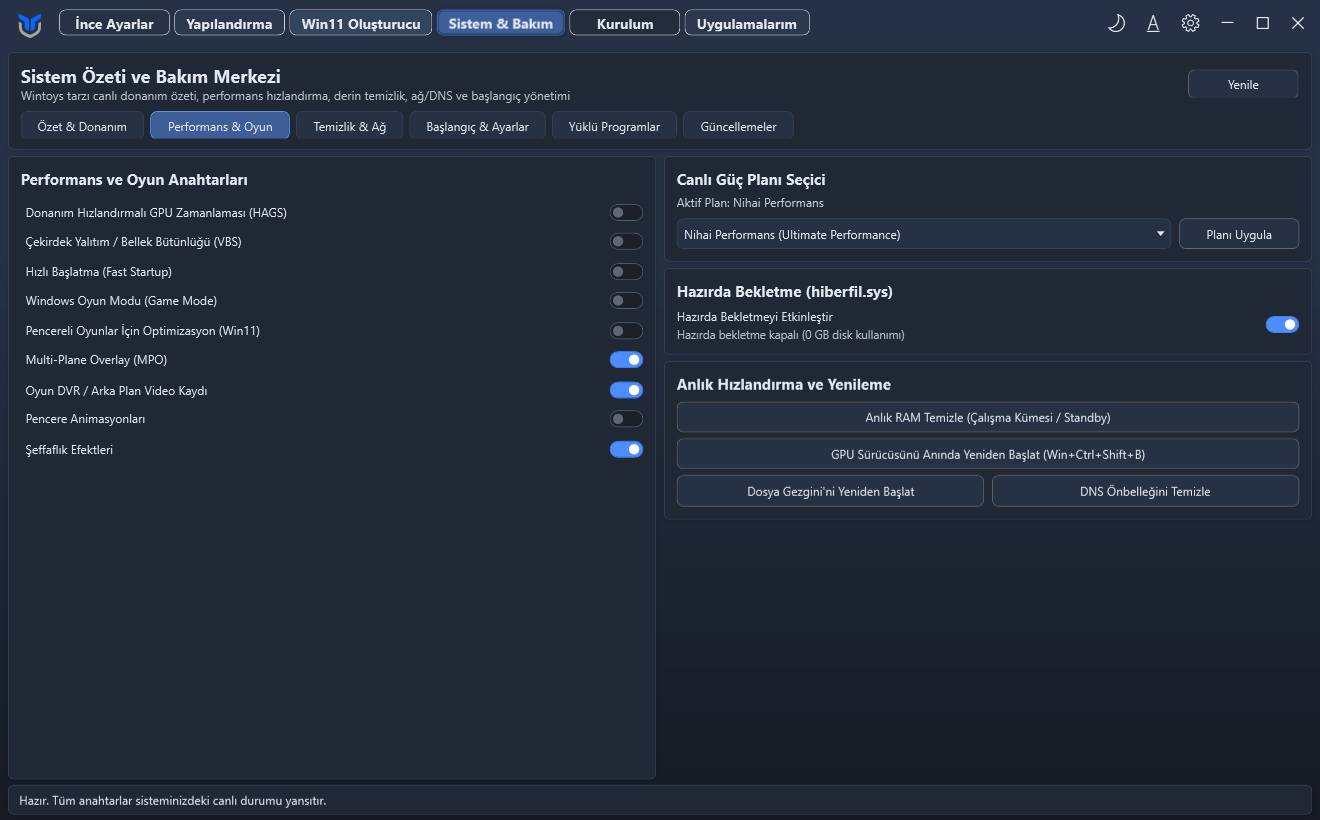 İnce Ayarlar
Yapılandırma
Win11 Oluşturucu
Sistem & Bakım
Kurulum
Uygulamalarım
Sistem Özeti ve Bakım Merkezi
Wintoys tarzı canlı donanım özeti, performans hızlandırma, derin temizlik, ağ/DNS ve başlangıç yönetimi
Yenile
Özet & Donanım
Performans & Oyun
Temizlik & Ağ
Başlangıç & Ayarlar
Yüklü Programlar
Güncellemeler
Performans ve Oyun Anahtarları
Donanım Hızlandırmalı GPU Zamanlaması (HAGS)
Çekirdek Yalıtım / Bellek Bütünlüğü (VBS)
Hızlı Başlatma (Fast Startup)
Windows Oyun Modu (Game Mode)
Pencereli Oyunlar İçin Optimizasyon (Win11)
Multi-Plane Overlay (MPO)
Oyun DVR / Arka Plan Video Kaydı
Pencere Animasyonları
Şeffaflık Efektleri
Canlı Güç Planı Seçici
Aktif Plan: Nihai Performans
Nihai Performans (Ultimate Performance)
Planı Uygula
Hazırda Bekletme (hiberfil.sys)
Hazırda Bekletmeyi Etkinleştir
Hazırda bekletme kapalı (0 GB disk kullanımı)
Anlık Hızlandırma ve Yenileme
Anlık RAM Temizle (Çalışma Kümesi / Standby)
GPU Sürücüsünü Anında Yeniden Başlat (Win+Ctrl+Shift+B)
Dosya Gezgini'ni Yeniden Başlat
DNS Önbelleğini Temizle
Hazır. Tüm anahtarlar sisteminizdeki canlı durumu yansıtır.